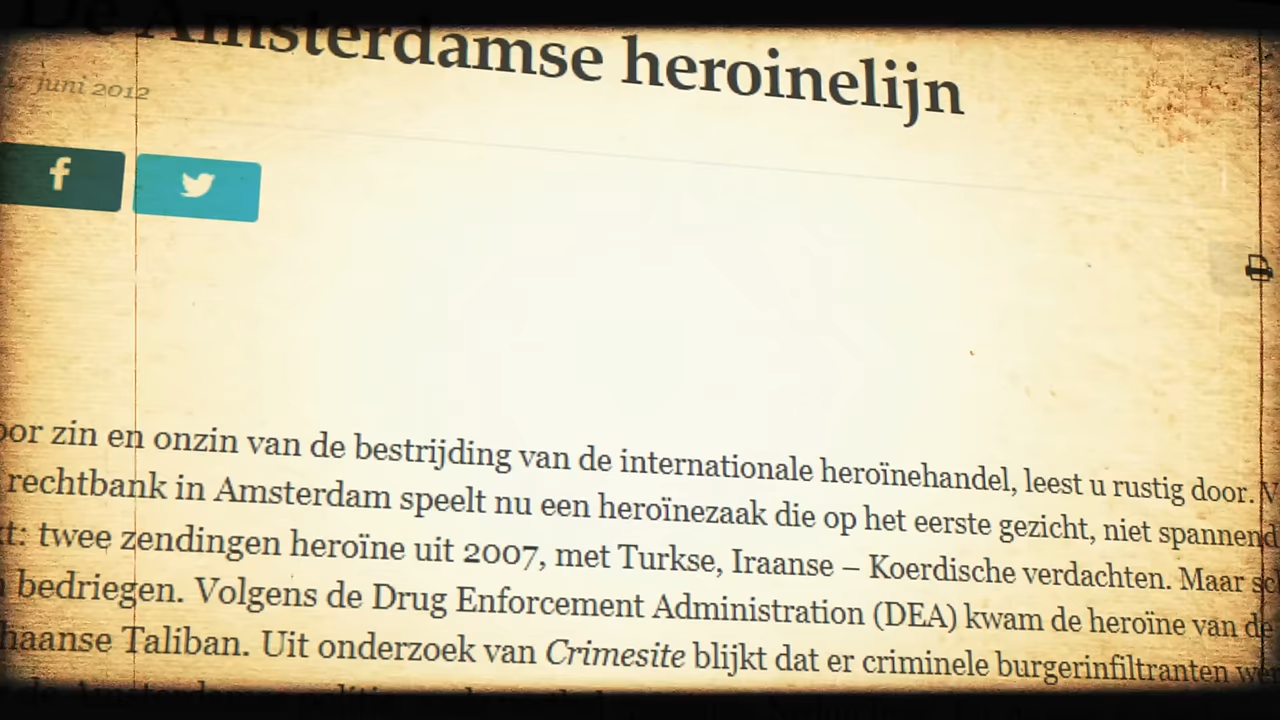 De Amsterdamse heroinelijn
juni 2012
oor zin en onzin van de bestrijding van de internationale heroïnehandel, leest u rustig door. V
rechtbank in Amsterdam speelt nu een heroïnezaak die op het eerste gezicht, niet spannend
kt: twee zendingen heroïne uit 2007, met Turkse, Iraanse – Koerdische verdachten. Maar sc
n bedriegen. Volgens de Drug Enforcement Administration (DEA) kwam de heroïne van de
haanse Taliban. Uit onderzoek van Crimesite blijkt dat er criminele burgerinfiltranten wer